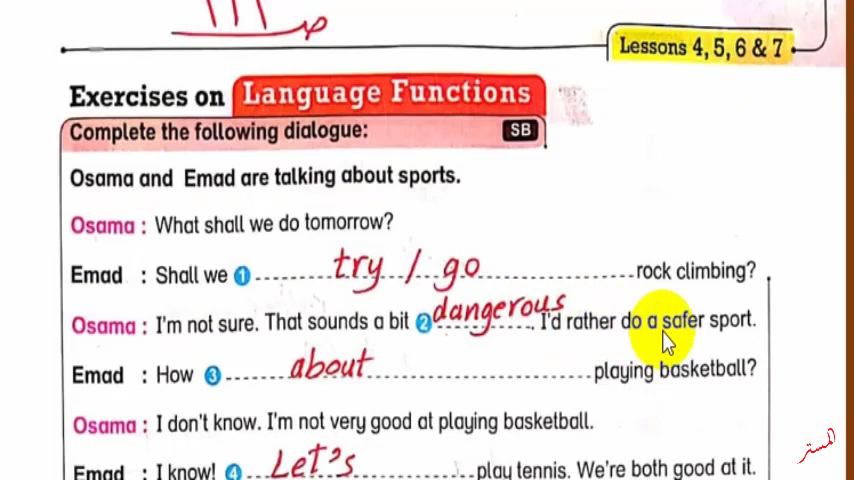 Lessons 4, 5, 6 & 7
Exercises on Language Functions
Complete the following dialogue: SB
Osama and Emad are talking about sports.
Osama : What shall we do tomorrow?
Emad : Shall we 1 try / go rock climbing?
Osama : I'm not sure. That sounds a bit 2 dangerous. I'd rather do a safer sport.
Emad : How 3 about playing basketball?
Osama : I don't know. I'm not very good at playing basketball.
Emad : I know! 4 Let's play tennis. We're both good at it.
المستر